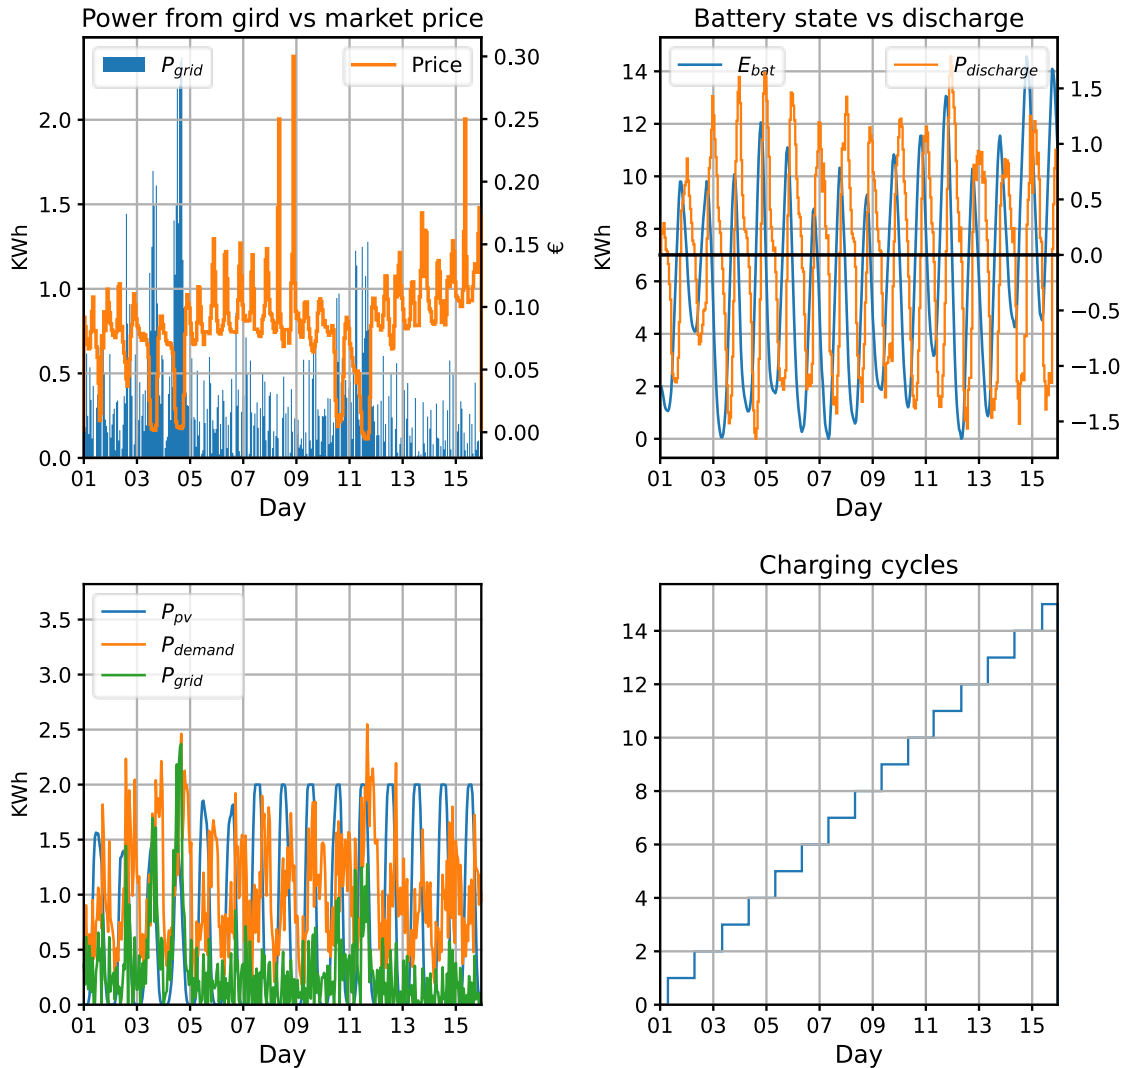 Power from gird vs market price
P_grid
Price
KWh
2.0
1.5
1.0
0.5
0.0
0.30
0.25
0.20
0.15
0.10
0.05
0.00
€
01 03 05 07 09 11 13 15
Day
Battery state vs discharge
E_bat
P_discharge
KWh
14
12
10
8
6
4
2
0
1.5
1.0
0.5
0.0
−0.5
−1.0
−1.5
01 03 05 07 09 11 13 15
Day
P_pv
P_demand
P_grid
KWh
3.5
3.0
2.5
2.0
1.5
1.0
0.5
0.0
01 03 05 07 09 11 13 15
Day
Charging cycles
14
12
10
8
6
4
2
0
01 03 05 07 09 11 13 15
Day